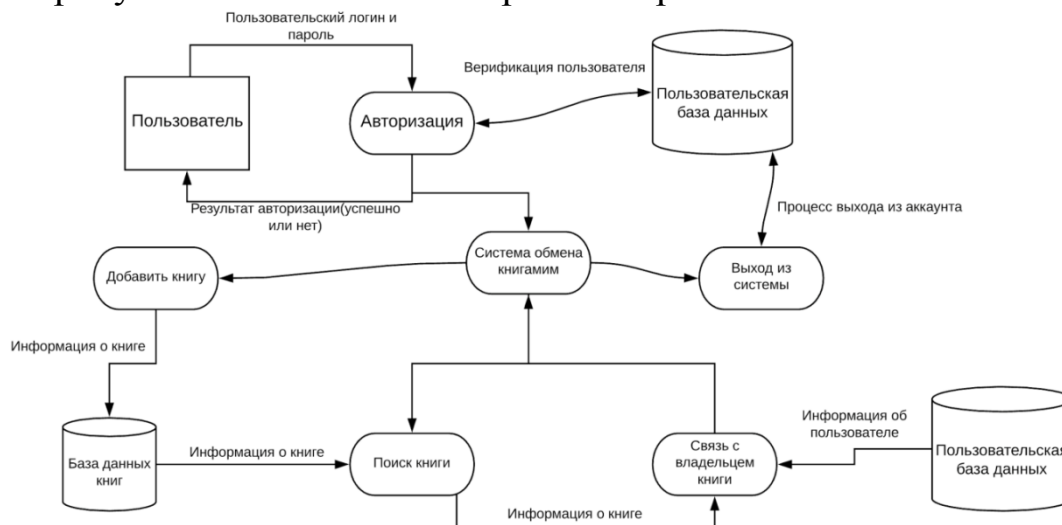 Пользовательский логин и
пароль
Верификация пользователя
Пользовательская
база данных
Пользователь
Авторизация
Результат авторизации(успешно
или нет)
Процесс выхода из аккаунта
Система обмена
книгамим
Добавить книгу
Выход из
системы
Информация о книге
Информация об
пользователе
База данных
книг
Информация о книге
Поиск книги
Связь с
владельцем
книги
Пользовательская
база данных
Информация о книге